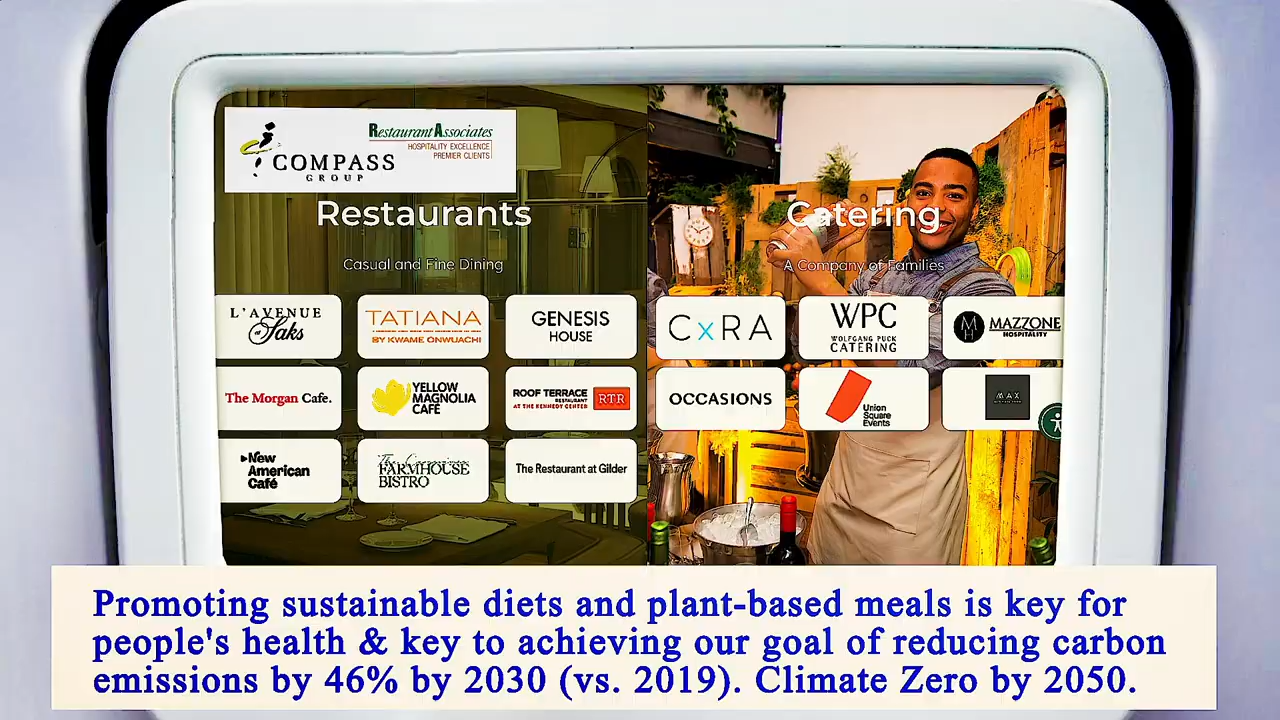 COMPASS
GROUP
Restaurant Associates
HOSPITALITY EXCELLENCE
PREMIER CLIENTS
Restaurants
Casual and Fine Dining
L'AVENUE
at Saks
TATIANA
BY KWAME ONWUACHI
GENESIS
HOUSE
The Morgan Cafe.
YELLOW
MAGNOLIA
CAFÉ
ROOF TERRACE
RESTAURANT
AT THE KENNEDY CENTER
RTR
New
American
Café
FARMHOUSE
BISTRO
The Restaurant at Gilder
Catering
A Company of Families
CxRA
WPC
WOLFGANG PUCK
CATERING
MH
MAZZONE
HOSPITALITY
OCCASIONS
Union
Square
Events
MAX
Promoting sustainable diets and plant-based meals is key for
people's health & key to achieving our goal of reducing carbon
emissions by 46% by 2030 (vs. 2019). Climate Zero by 2050.